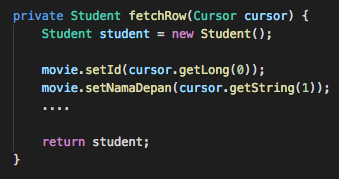 private Student fetchRow(Cursor cursor) {
    Student student = new Student();

    movie.setId(cursor.getLong(0));
    movie.setNamaDepan(cursor.getString(1));
    ....

    return student;
}